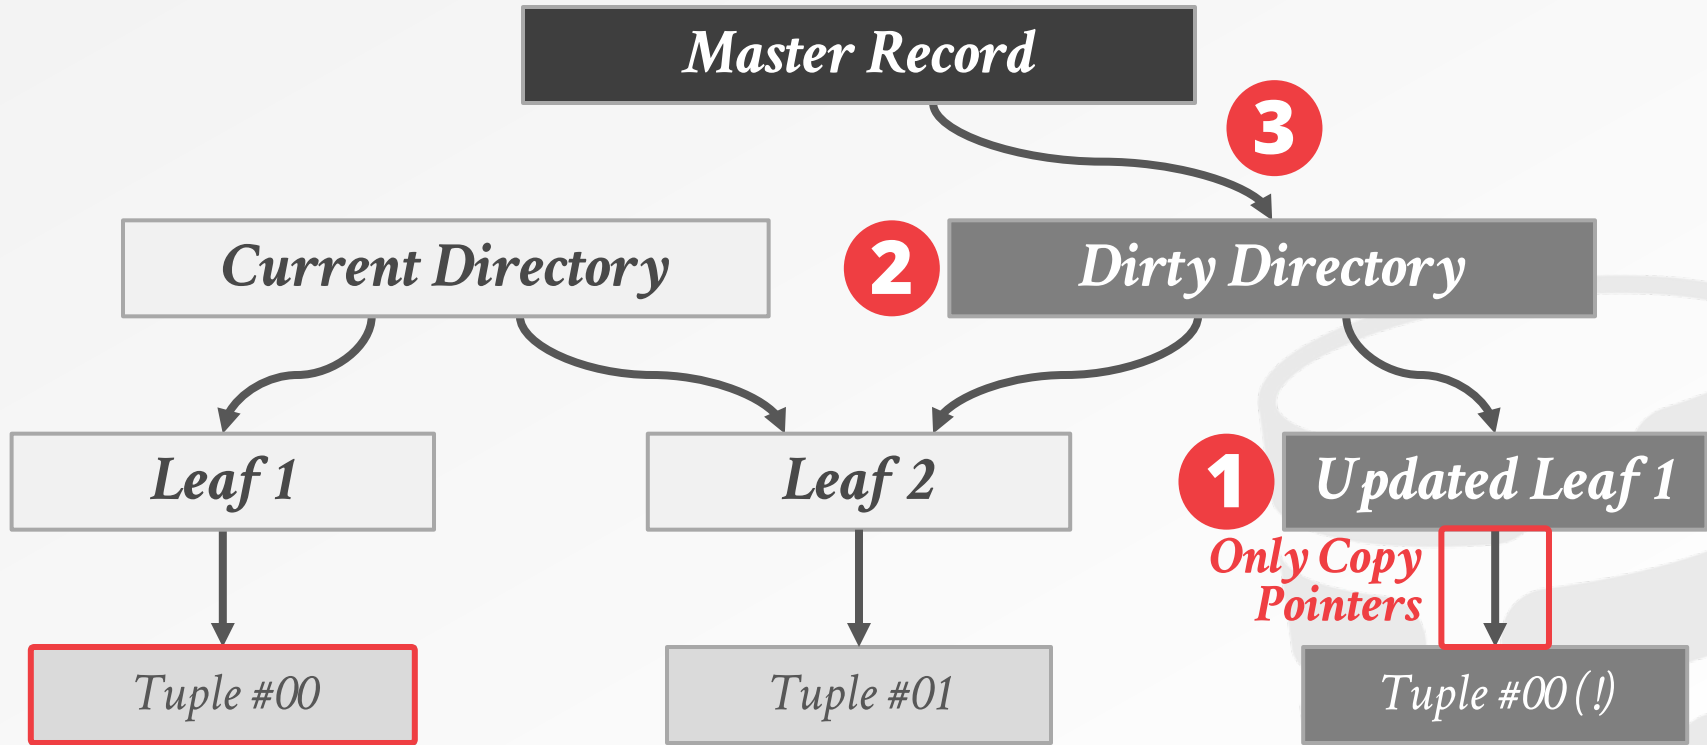 Master Record
3
Current Directory
2
Dirty Directory
Leaf 1
Leaf 2
1
Updated Leaf 1
Only Copy
Pointers
Tuple #00
Tuple #01
Tuple #00 (!)